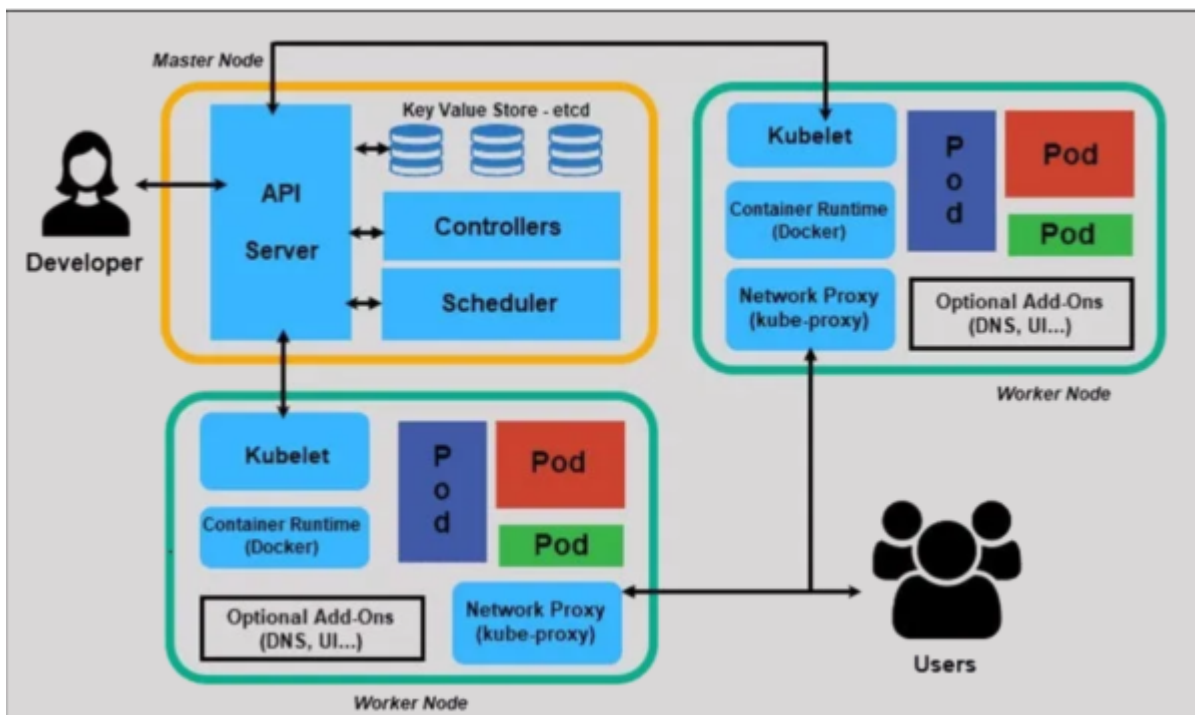 Master Node
Key Value Store - etcd
API
Server
Controllers
Scheduler
Developer
Kubelet
Container Runtime
(Docker)
Network Proxy
(kube-proxy)
P
o
d
Pod
Pod
Optional Add-Ons
(DNS, UI...)
Worker Node
Kubelet
Container Runtime
(Docker)
P
o
d
Pod
Pod
Optional Add-Ons
(DNS, UI...)
Network Proxy
(kube-proxy)
Worker Node
Users